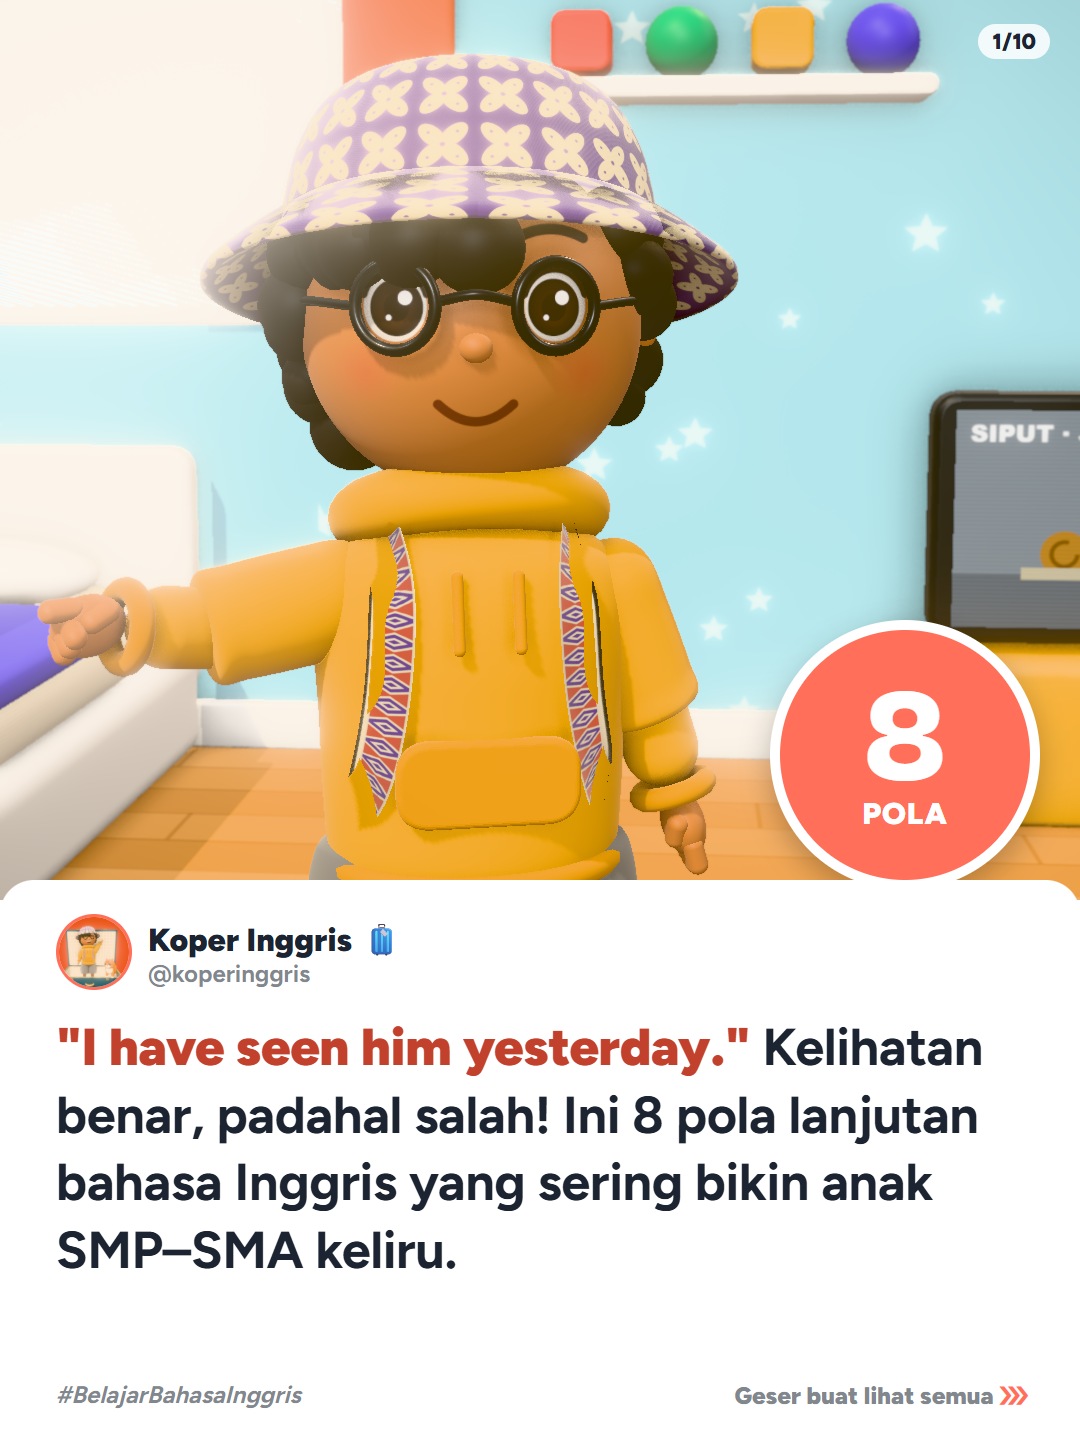 1/10
SIPUT ·
8
POLA
Koper Inggris
@koperinggris
"I have seen him yesterday." Kelihatan
benar, padahal salah! Ini 8 pola lanjutan
bahasa Inggris yang sering bikin anak
SMP–SMA keliru.
#BelajarBahasaInggris
Geser buat lihat semua